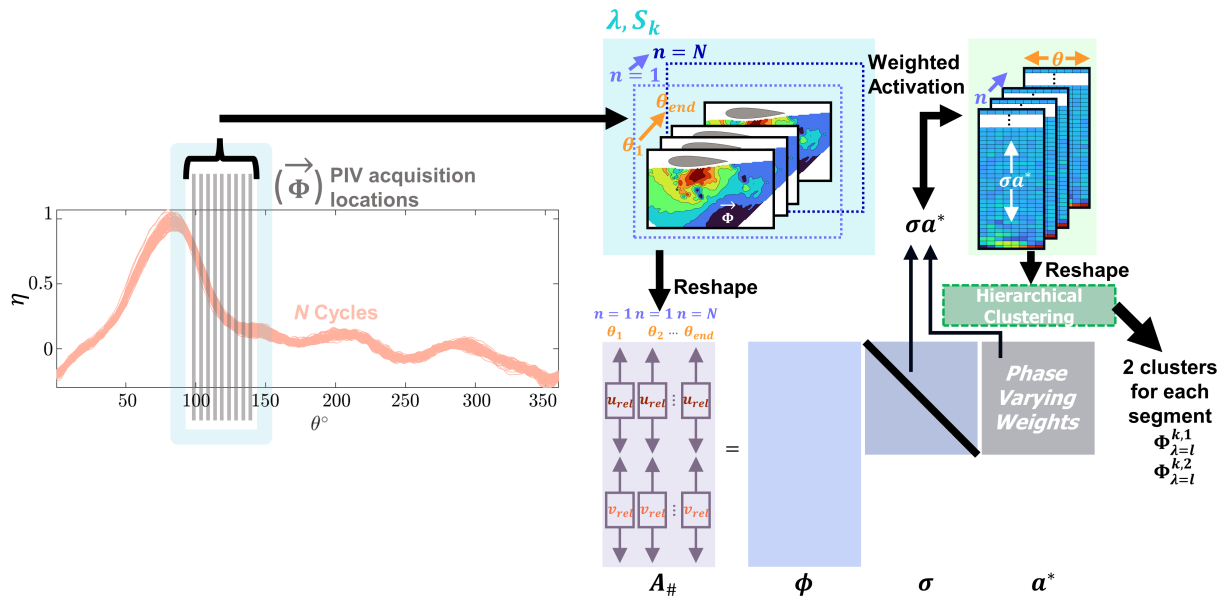 λ, S_k
n = N
n = 1
θ_end
θ_1
Φ⃗
Weighted
Activation
θ
n
⋮
⋮
σa*
(Φ⃗) PIV acquisition
locations
1
0.5
0
η
N Cycles
50
100
150
200
250
300
350
θ°
Reshape
σa*
Reshape
Hierarchical
Clustering
2 clusters
for each
segment
Φ^{k,1}_{λ=l}
Φ^{k,2}_{λ=l}
n = 1 n = 1 n = N
θ_1 θ_2 ... θ_end
u_rel u_rel ⋮ u_rel
v_rel v_rel ⋮ v_rel
=
Phase
Varying
Weights
A_# ϕ σ a*